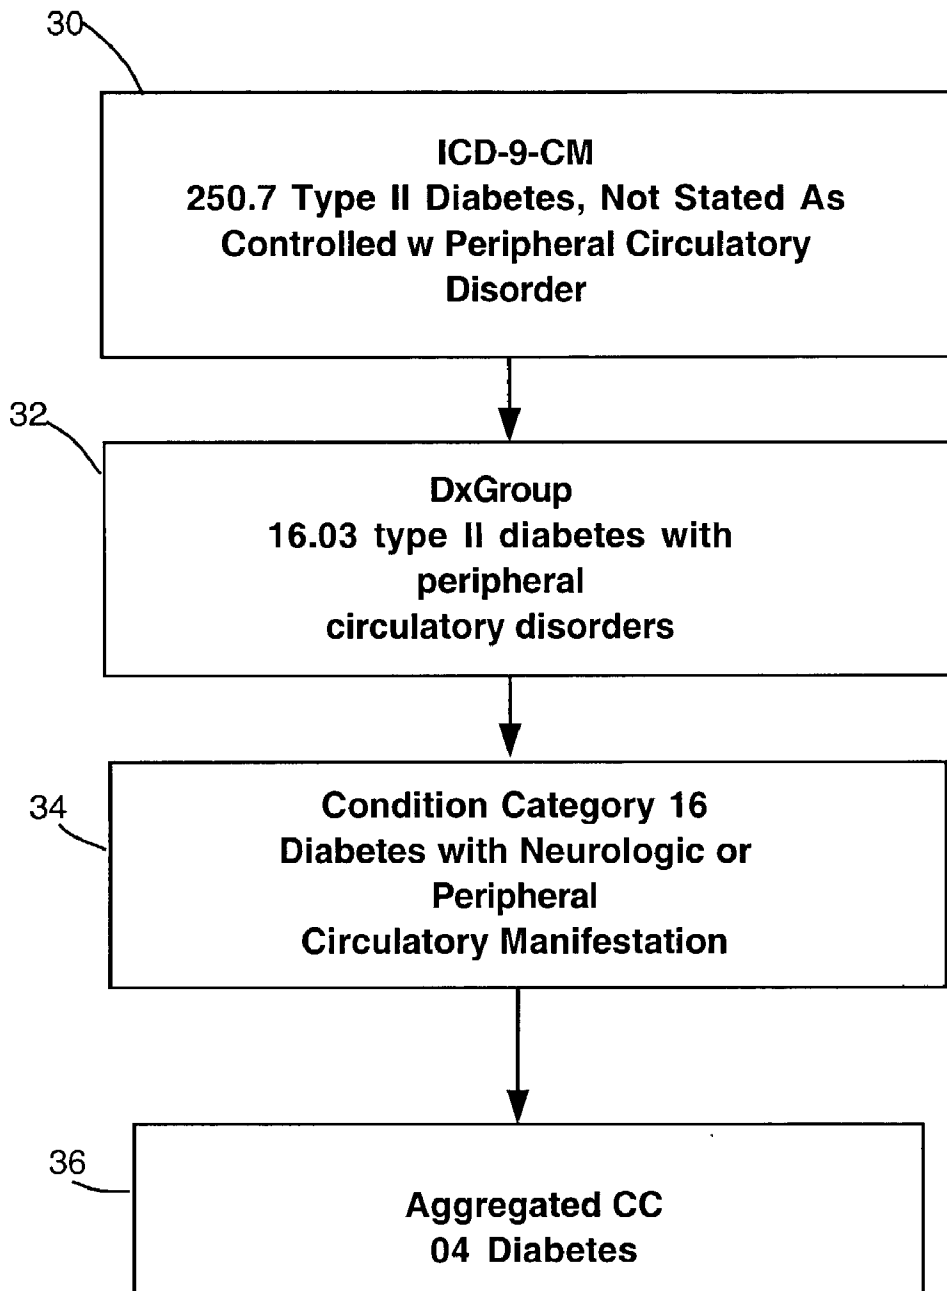 30
ICD-9-CM
250.7 Type II Diabetes, Not Stated As
Controlled w Peripheral Circulatory
Disorder
32
DxGroup
16.03 type II diabetes with
peripheral
circulatory disorders
34
Condition Category 16
Diabetes with Neurologic or
Peripheral
Circulatory Manifestation
36
Aggregated CC
04 Diabetes